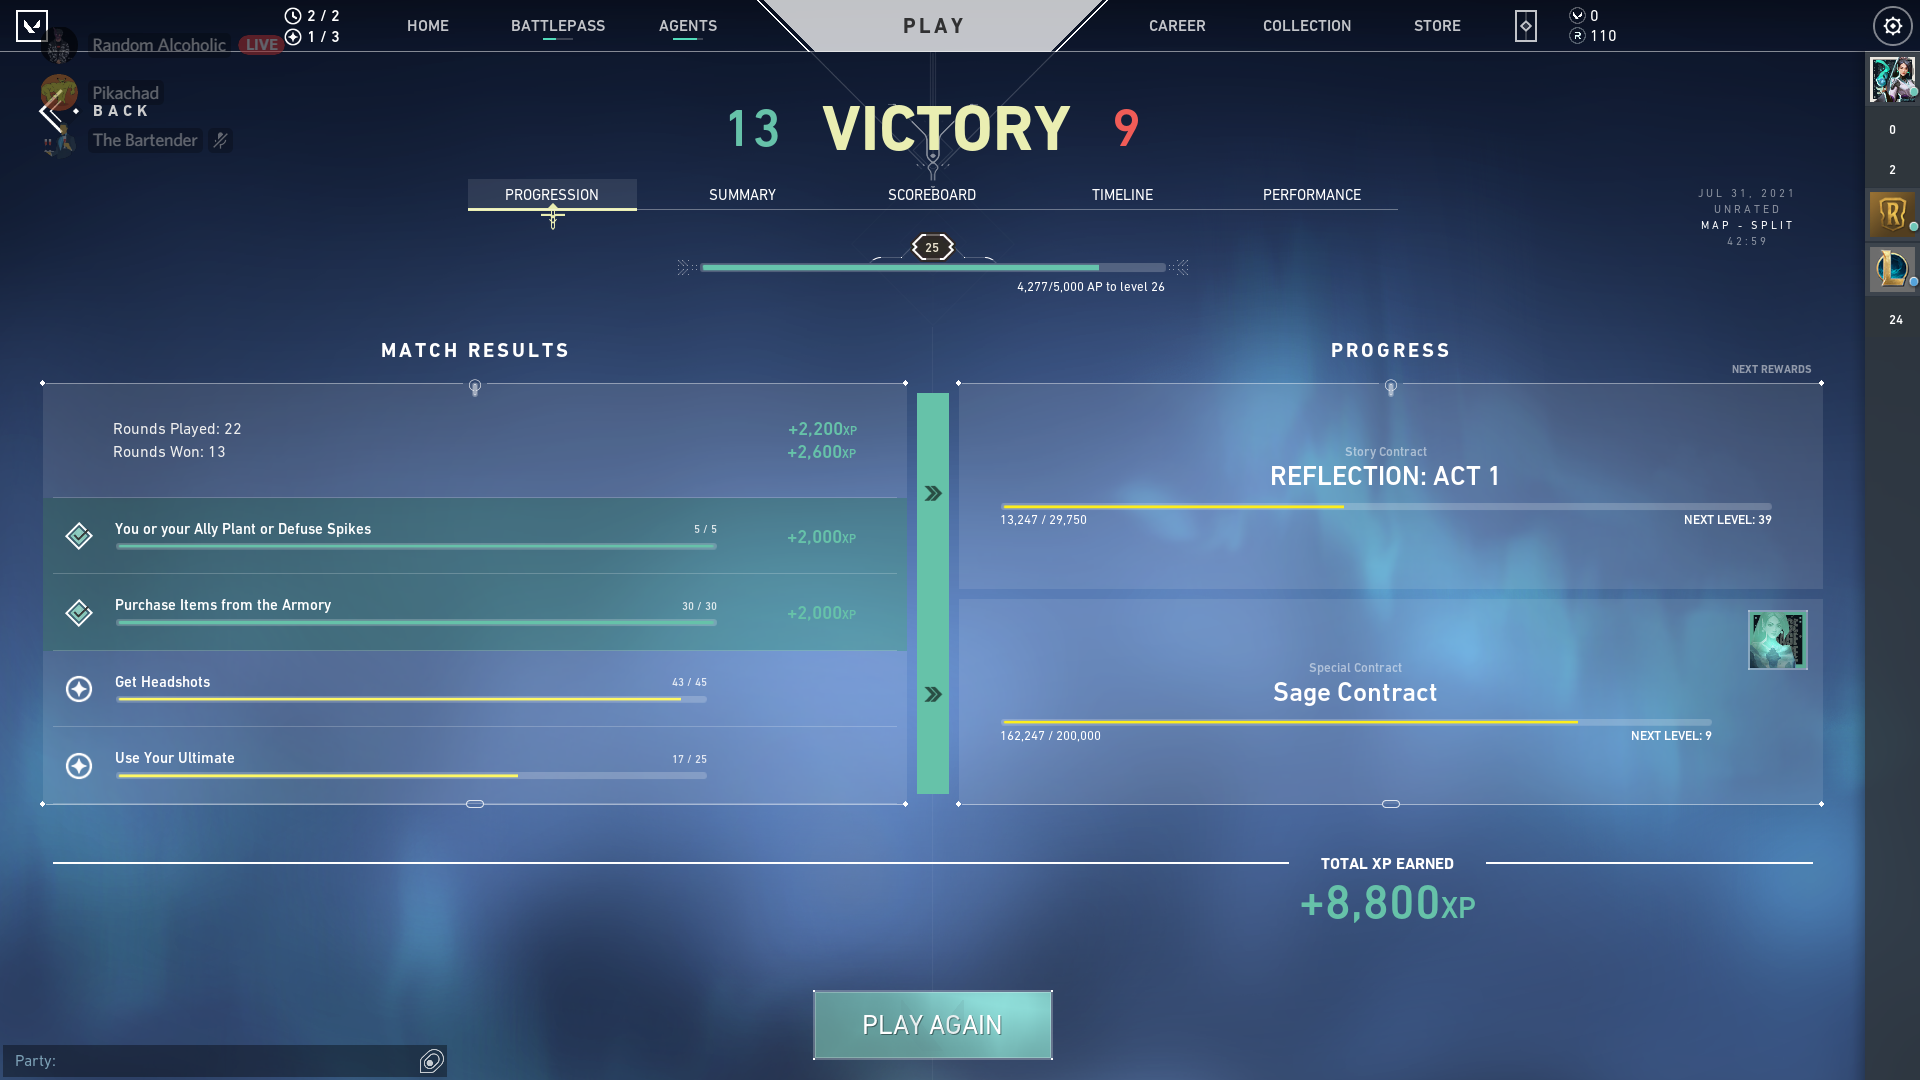 2 / 2
1 / 3
HOME
BATTLEPASS
AGENTS
PLAY
CAREER
COLLECTION
STORE
0
110
Random Alcoholic LIVE
Pikachad
BACK
The Bartender
13 VICTORY 9
PROGRESSION
SUMMARY
SCOREBOARD
TIMELINE
PERFORMANCE
JUL 31, 2021
UNRATED
MAP - SPLIT
42:59
0
2
24
25
4,277/5,000 AP to level 26
MATCH RESULTS
Rounds Played: 22 +2,200XP
Rounds Won: 13 +2,600XP
You or your Ally Plant or Defuse Spikes 5 / 5 +2,000XP
Purchase Items from the Armory 30 / 30 +2,000XP
Get Headshots 43 / 45
Use Your Ultimate 17 / 25
PROGRESS
NEXT REWARDS
Story Contract
REFLECTION: ACT 1
13,247 / 29,750 NEXT LEVEL: 39
Special Contract
Sage Contract
162,247 / 200,000 NEXT LEVEL: 9
TOTAL XP EARNED
+8,800XP
PLAY AGAIN
Party: